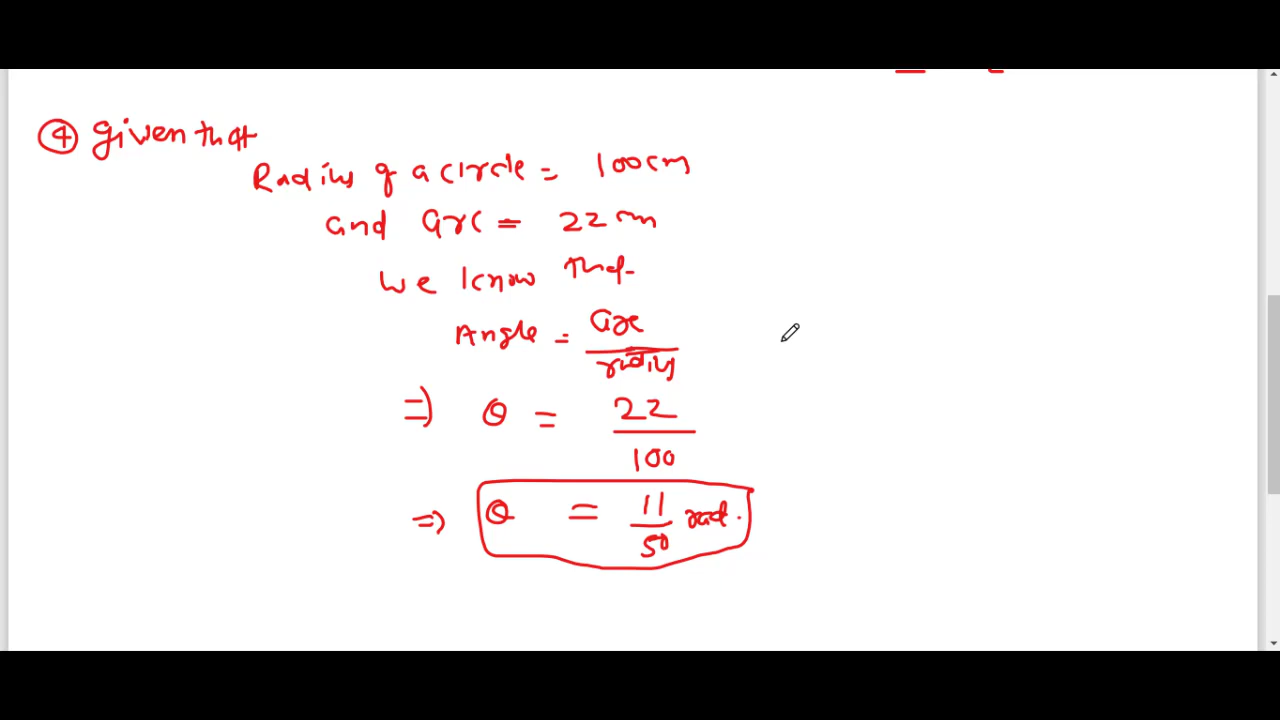 ④ Given that
Radius of a circle = 100cm
and arc = 22 cm
We know that
Angle = arc
radius
⇒ θ = 22
100
⇒ θ = 11 rad.
50